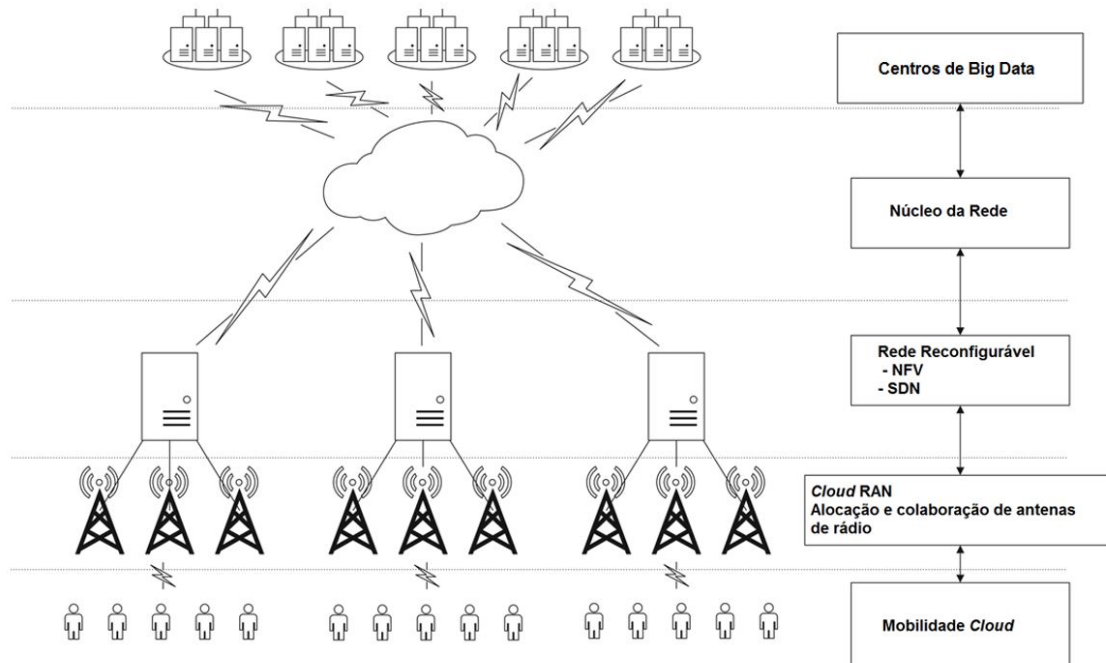 Centros de Big Data
Núcleo da Rede
Rede Reconfigurável
- NFV
- SDN
Cloud RAN
Alocação e colaboração de antenas
de rádio
Mobilidade Cloud